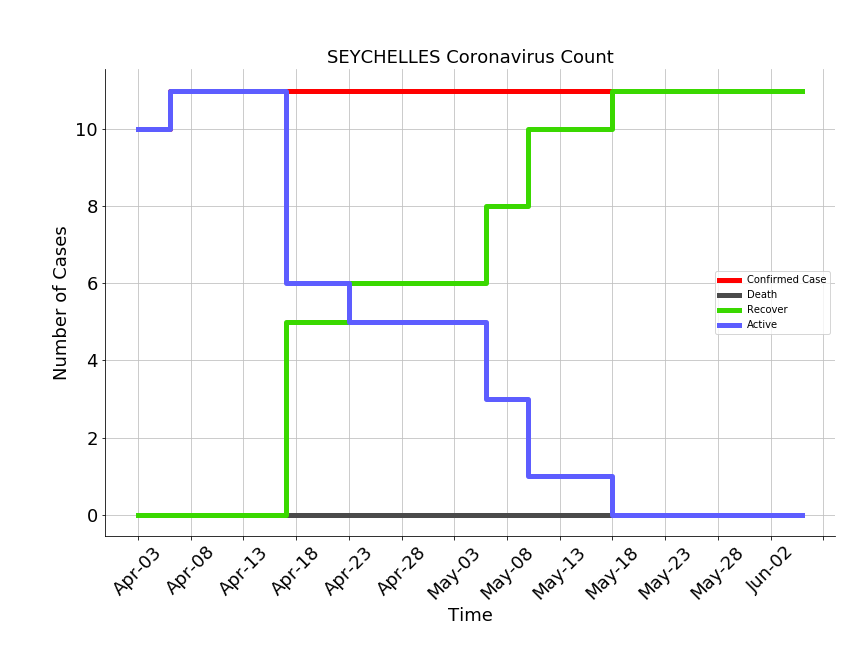 SEYCHELLES Coronavirus Count
Number of Cases
10
8
6
4
2
0
Confirmed Case
Death
Recover
Active
Apr-03
Apr-08
Apr-13
Apr-18
Apr-23
Apr-28
May-03
May-08
May-13
May-18
May-23
May-28
Jun-02
Time